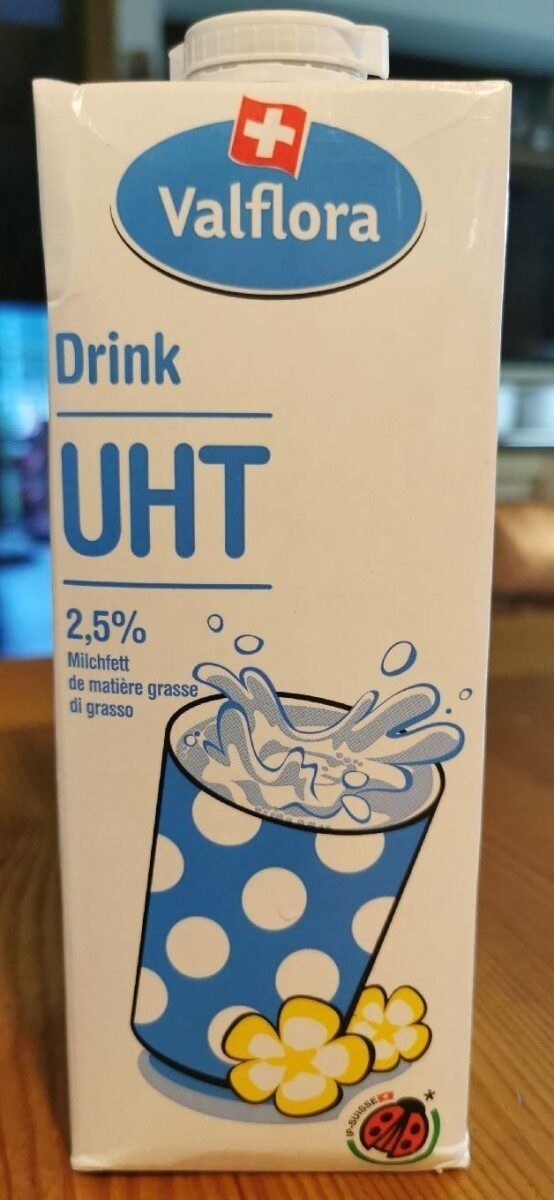 Valflora
Drink
UHT
2,5%
Milchfett
de matière grasse
di grasso
IP-SUISSE
*